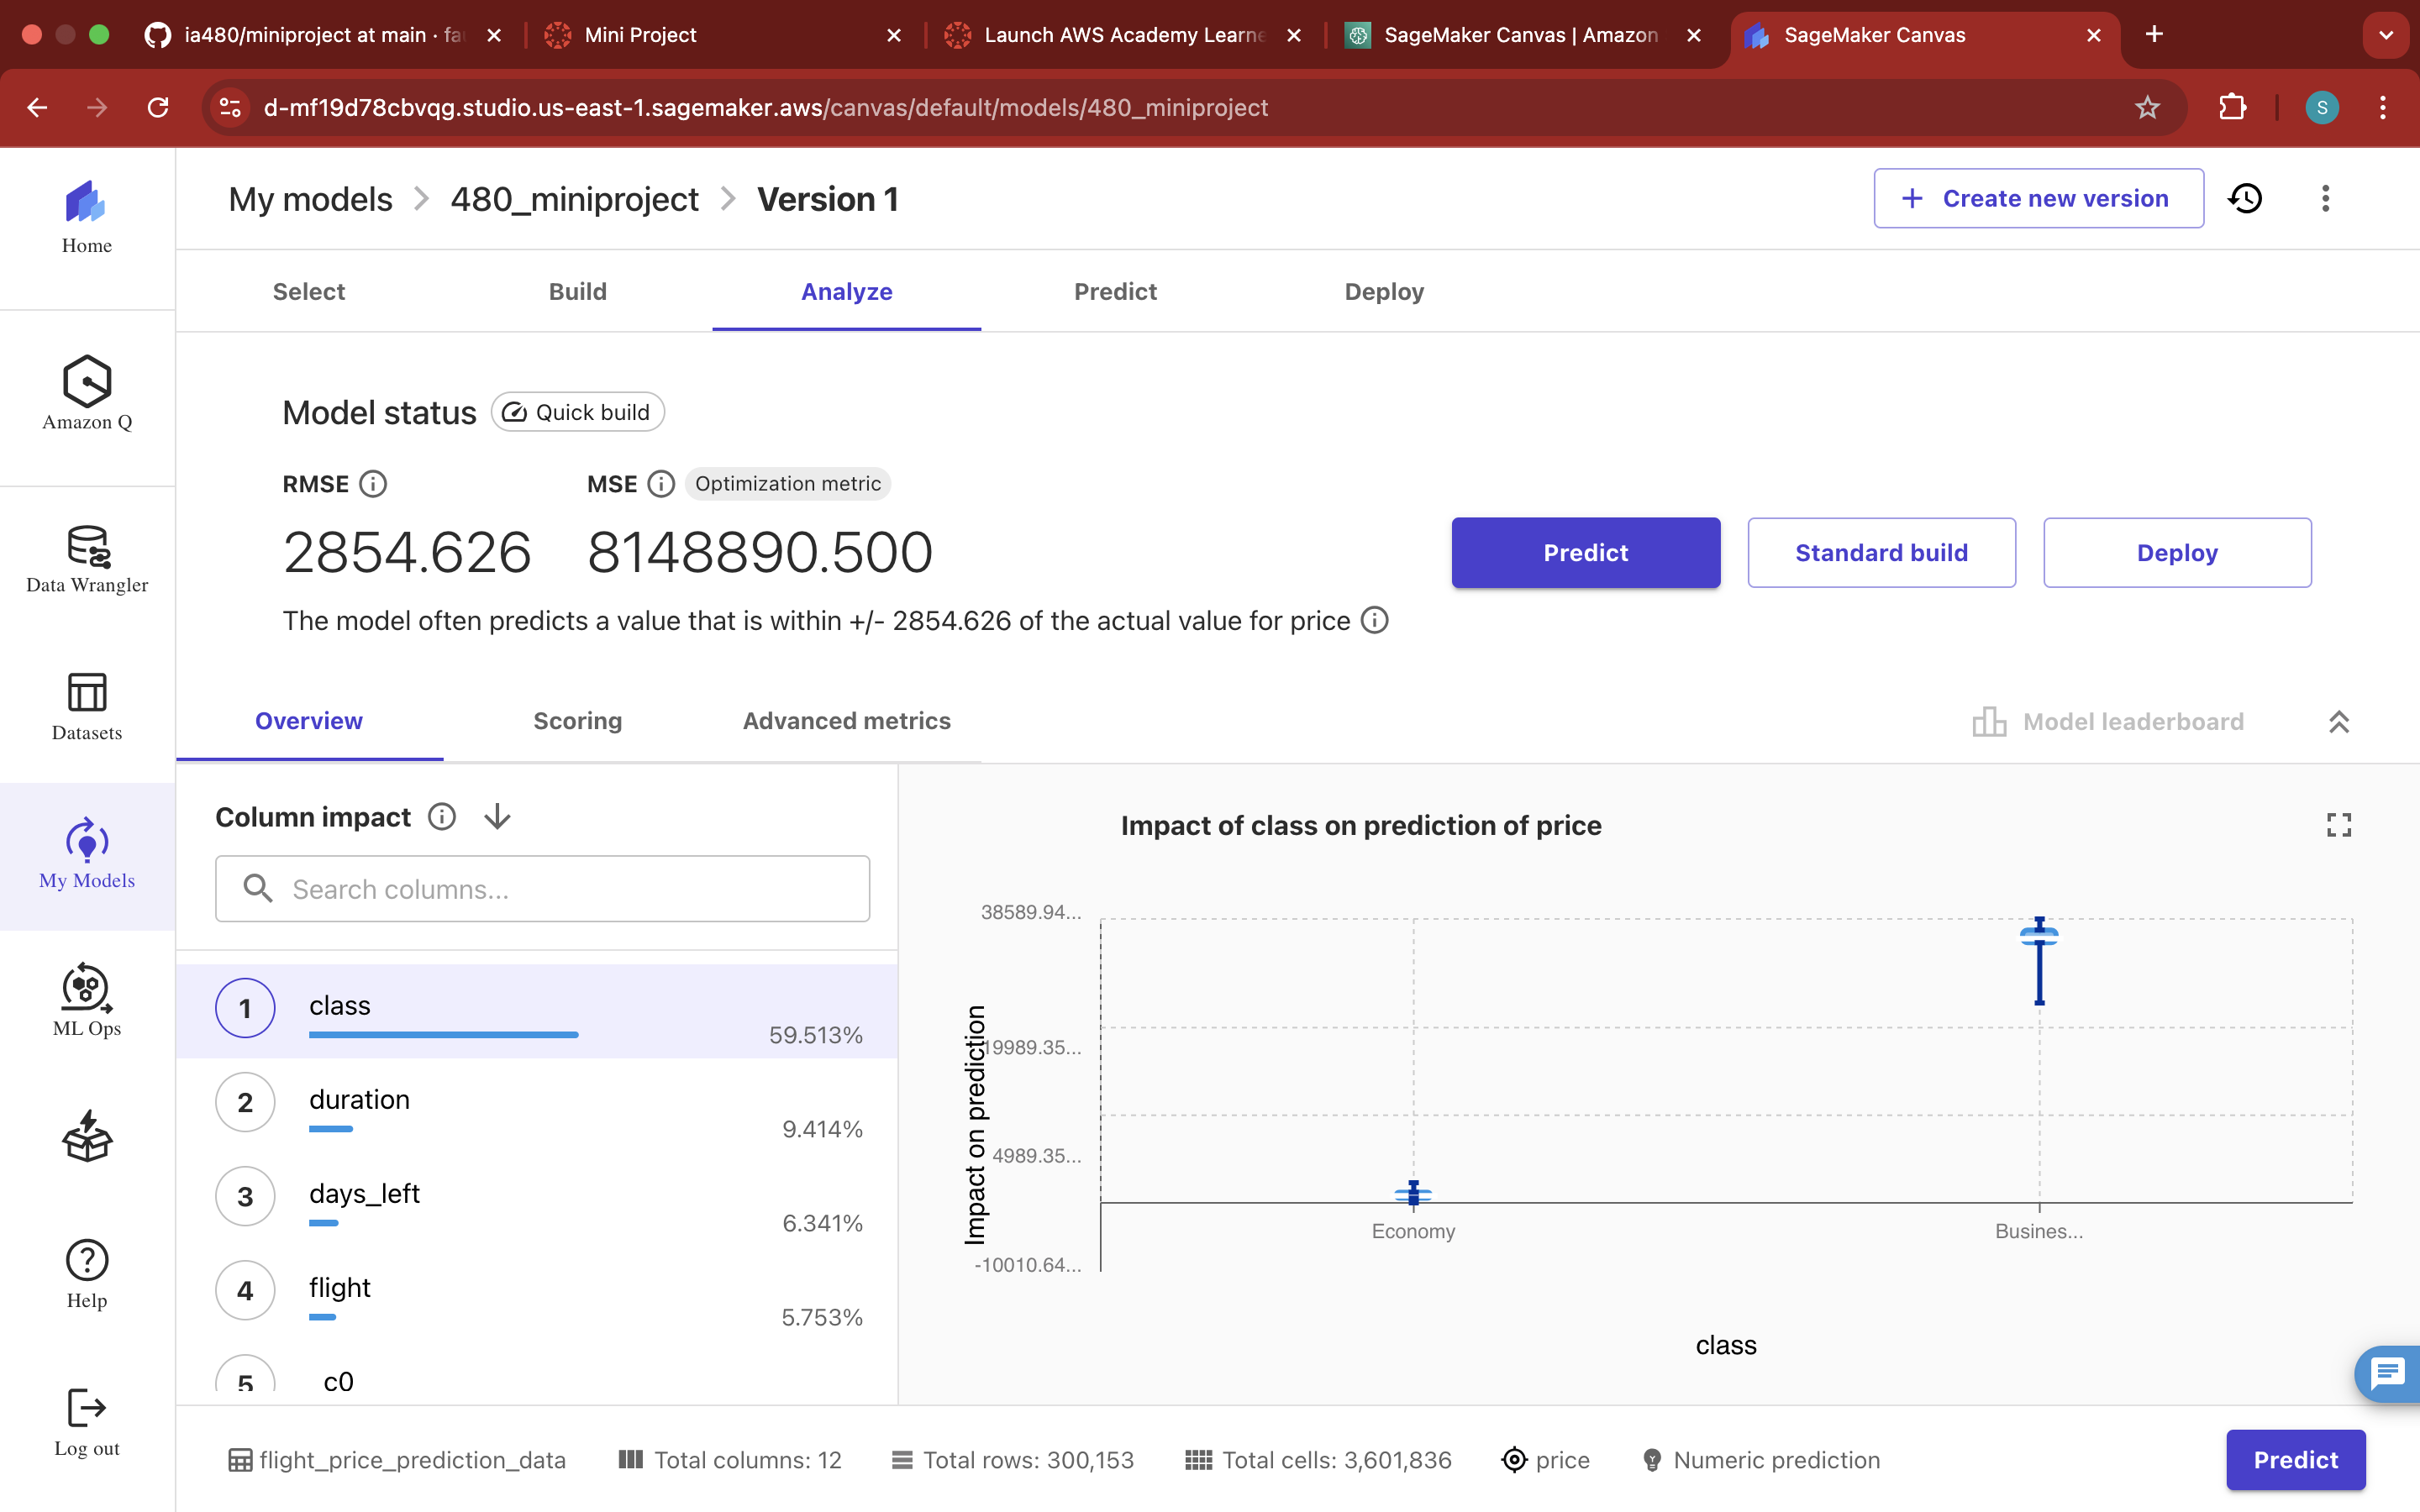 ia480/miniproject at main · fau
Mini Project
Launch AWS Academy Learne
SageMaker Canvas | Amazon
SageMaker Canvas
d-mf19d78cbvqg.studio.us-east-1.sagemaker.aws/canvas/default/models/480_miniproject
S
Home
Amazon Q
Data Wrangler
Datasets
My Models
ML Ops
Help
Log out
My models > 480_miniproject > Version 1
+ Create new version
Select
Build
Analyze
Predict
Deploy
Model status
Quick build
RMSE
MSE
Optimization metric
2854.626
8148890.500
Predict
Standard build
Deploy
The model often predicts a value that is within +/- 2854.626 of the actual value for price
Overview
Scoring
Advanced metrics
Model leaderboard
Column impact
Search columns...
1 class 59.513%
2 duration 9.414%
3 days_left 6.341%
4 flight 5.753%
5 _c0
Impact of class on prediction of price
Impact on prediction
38589.94...
19989.35...
4989.35...
-10010.64...
Economy
Busines...
class
flight_price_prediction_data
Total columns: 12
Total rows: 300,153
Total cells: 3,601,836
price
Numeric prediction
Predict